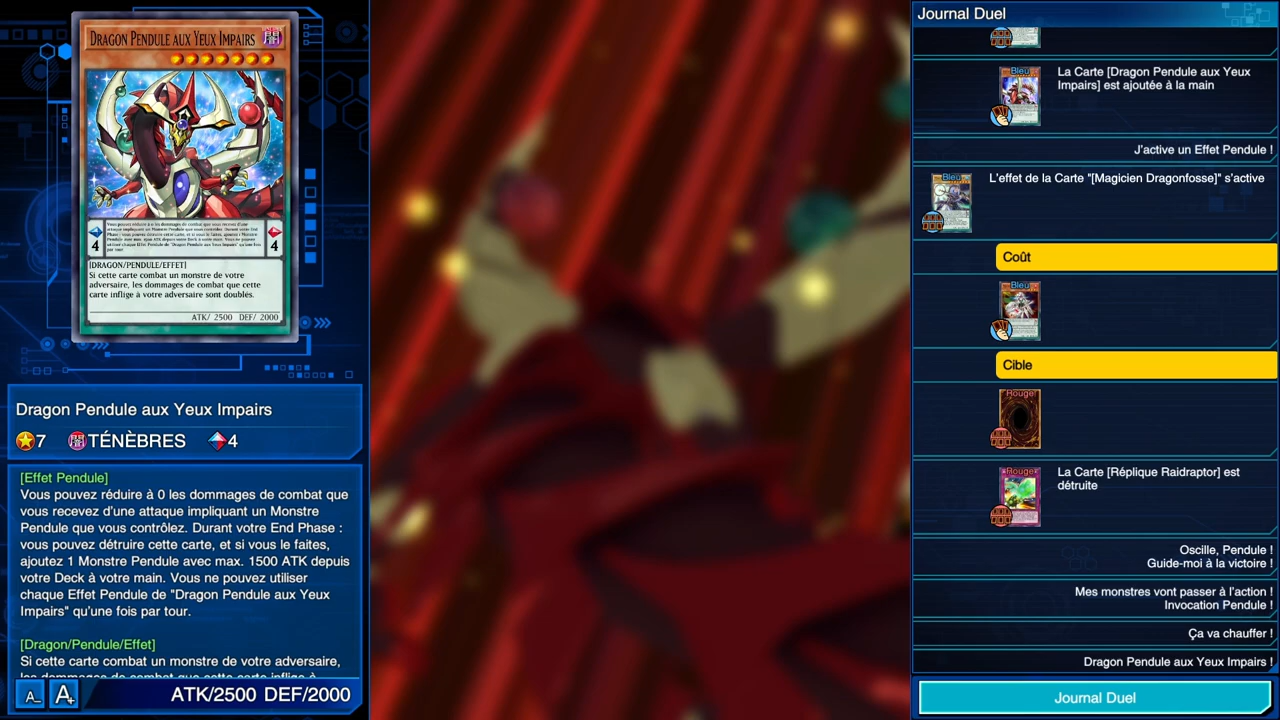 DRAGON PENDULE AUX YEUX IMPAIRS
4
4
[DRAGON/PENDULE/EFFET]
Si cette carte combat un monstre de votre
adversaire, les dommages de combat que cette
carte inflige à votre adversaire sont doublés.
ATK/ 2500 DEF/ 2000
Dragon Pendule aux Yeux Impairs
7 TÉNÈBRES 4
[Effet Pendule]
Vous pouvez réduire à 0 les dommages de combat que
vous recevez d'une attaque impliquant un Monstre
Pendule que vous contrôlez. Durant votre End Phase :
vous pouvez détruire cette carte, et si vous le faites,
ajoutez 1 Monstre Pendule avec max. 1500 ATK depuis
votre Deck à votre main. Vous ne pouvez utiliser
chaque Effet Pendule de "Dragon Pendule aux Yeux
Impairs" qu'une fois par tour.
[Dragon/Pendule/Effet]
Si cette carte combat un monstre de votre adversaire,
les dommages de combat que cette carte inflige à
A- A+ ATK/2500 DEF/2000
Journal Duel
Bleu
La Carte [Dragon Pendule aux Yeux
Impairs] est ajoutée à la main
J'active un Effet Pendule !
Bleu
L'effet de la Carte "[Magicien Dragonfosse]" s'active
Coût
Bleu
Cible
Rouge
Rouge
La Carte [Réplique Raidraptor] est
détruite
Oscille, Pendule !
Guide-moi à la victoire !
Mes monstres vont passer à l'action !
Invocation Pendule !
Ça va chauffer !
Dragon Pendule aux Yeux Impairs !
Journal Duel